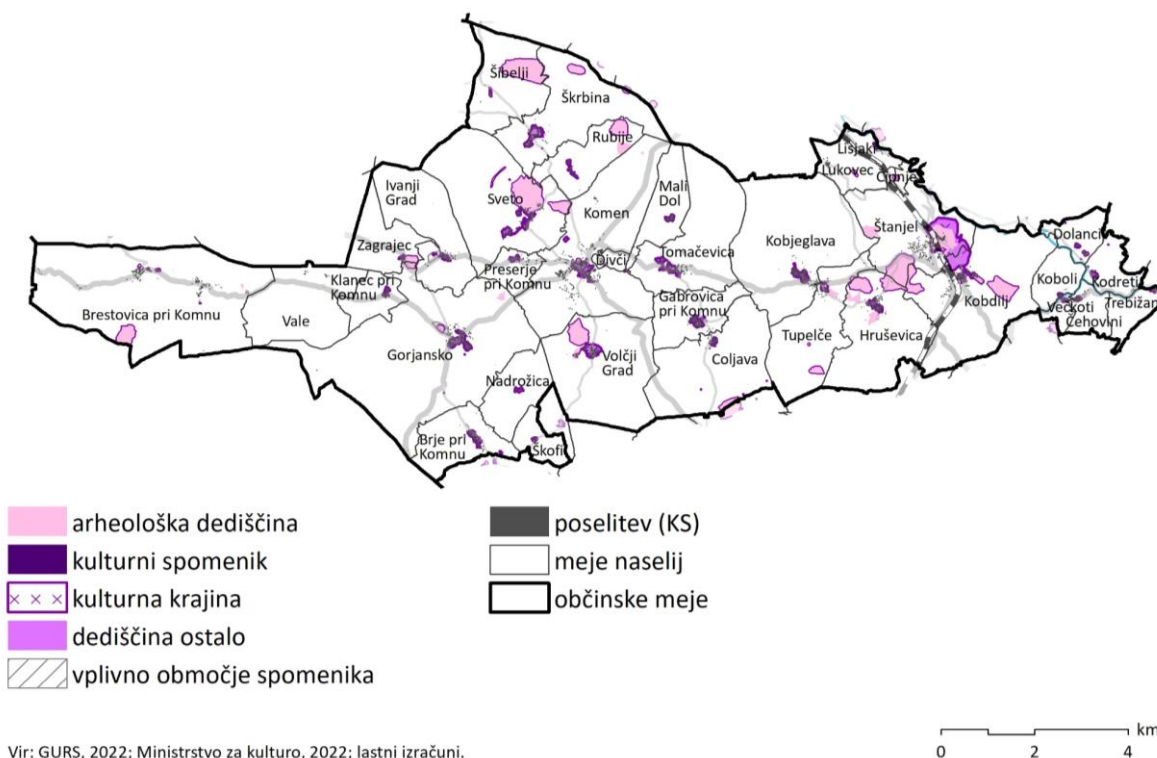 Šibelji
Škrbina
Rubije
Lisjaki
Lukovec
Čipnje
Ivanji
Grad
Mali
Dol
Sveto
Komen
Štanjel
Dolanci
Zagrajec
Kobjeglava
Divči
Tomačevica
Preserje
pri Komnu
Klanec pri
Komnu
Koboli
Kodreti
Kobdilj
Večkoti
Trebižani
Čehovini
Brestovica pri Komnu
Vale
Gabrovica
pri Komnu
Gorjansko
Tupelče
Hruševica
Volčji
Grad
Coljava
Nadrožica
Brje pri
Komnu
Škofi
arheološka dediščina
kulturni spomenik
kulturna krajina
dediščina ostalo
vplivno območje spomenika
poselitev (KS)
meje naselij
občinske meje
km
0 2 4
Vir: GURS, 2022; Ministrstvo za kulturo, 2022; lastni izračuni.